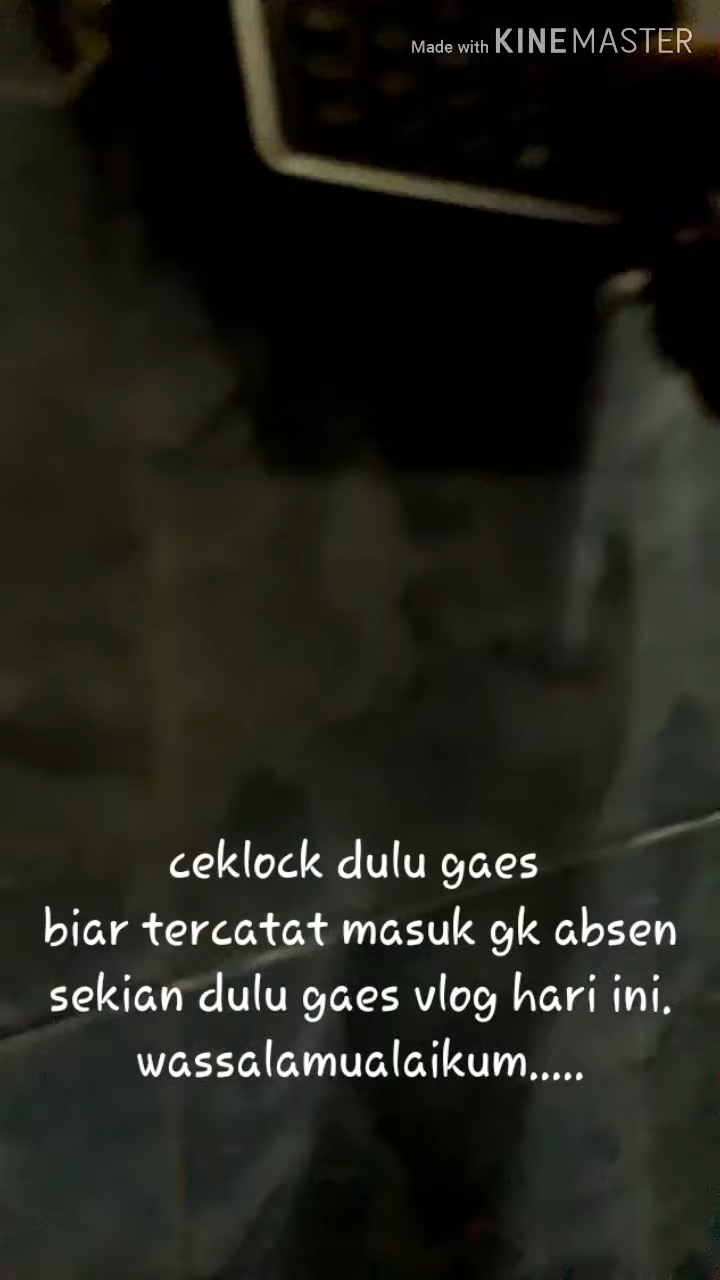 Made with KINEMASTER
ceklock dulu gaes
biar tercatat masuk gk absen
sekian dulu gaes vlog hari ini.
wassalamualaikum.....